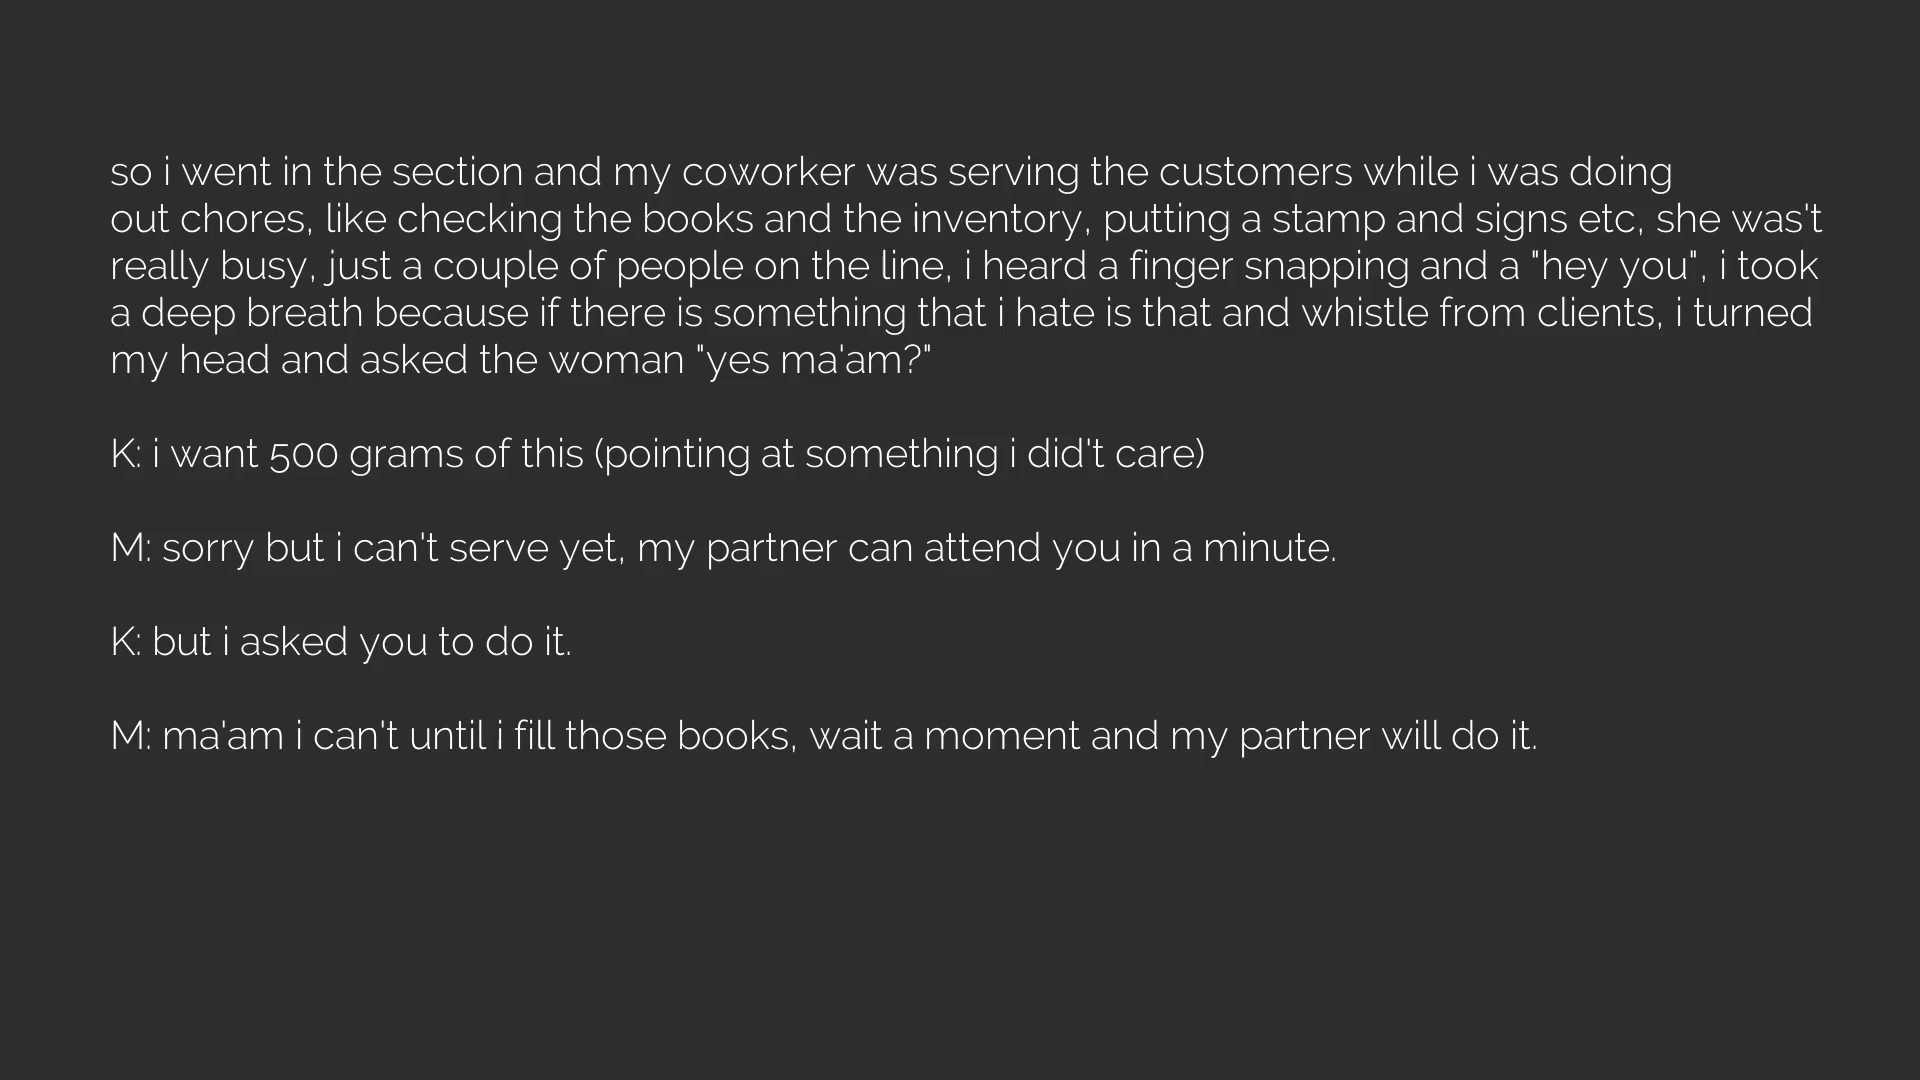 so i went in the section and my coworker was serving the customers while i was doing
out chores, like checking the books and the inventory, putting a stamp and signs etc, she was't
really busy, just a couple of people on the line, i heard a finger snapping and a "hey you", i took
a deep breath because if there is something that i hate is that and whistle from clients, i turned
my head and asked the woman "yes ma'am?"
K: i want 500 grams of this (pointing at something i did't care)
M: sorry but i can't serve yet, my partner can attend you in a minute.
K: but i asked you to do it.
M: ma'am i can't until i fill those books, wait a moment and my partner will do it.